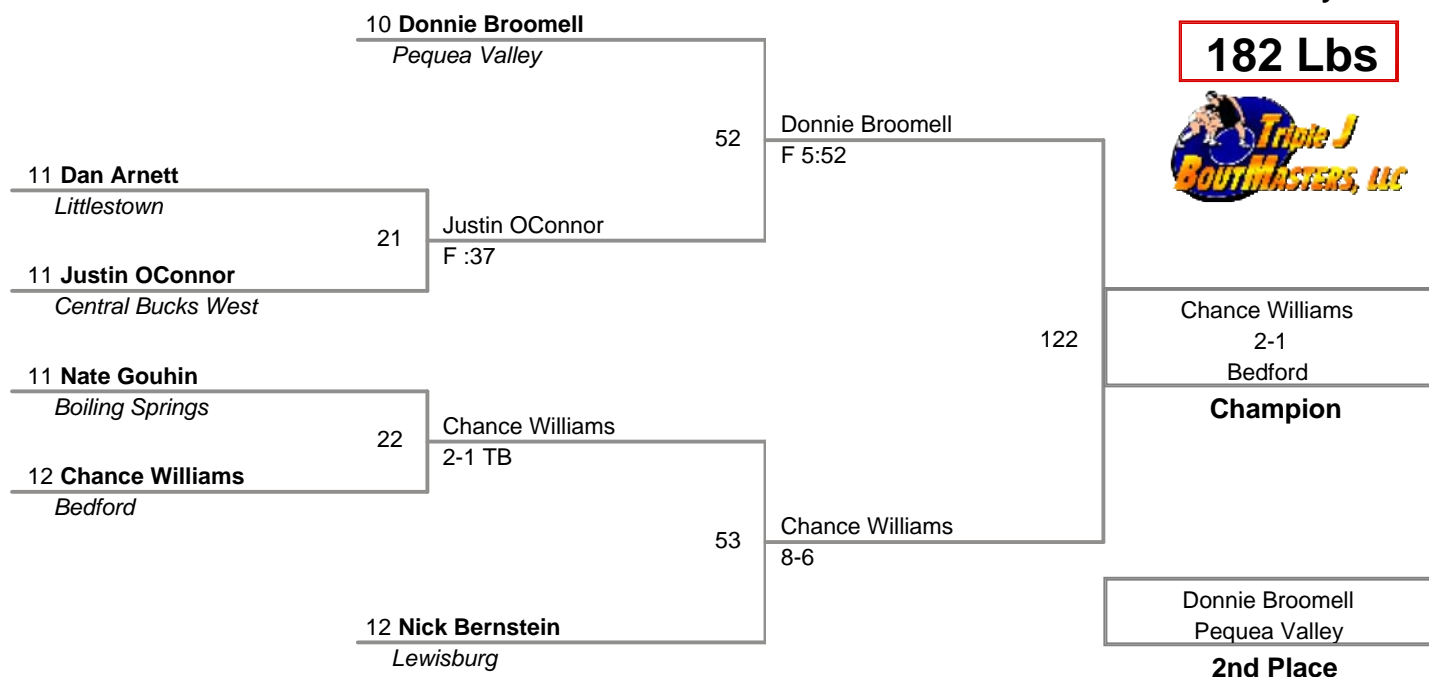 10 Donnie Broomell
Pequea Valley
182 Lbs
Triple J
BOUTMASTERS, LLC
52
Donnie Broomell
F 5:52
11 Dan Arnett
Littlestown
21
Justin OConnor
F :37
11 Justin OConnor
Central Bucks West
122
Chance Williams
2-1
Bedford
Champion
11 Nate Gouhin
Boiling Springs
22
Chance Williams
2-1 TB
12 Chance Williams
Bedford
53
Chance Williams
8-6
12 Nick Bernstein
Lewisburg
Donnie Broomell
Pequea Valley
2nd Place